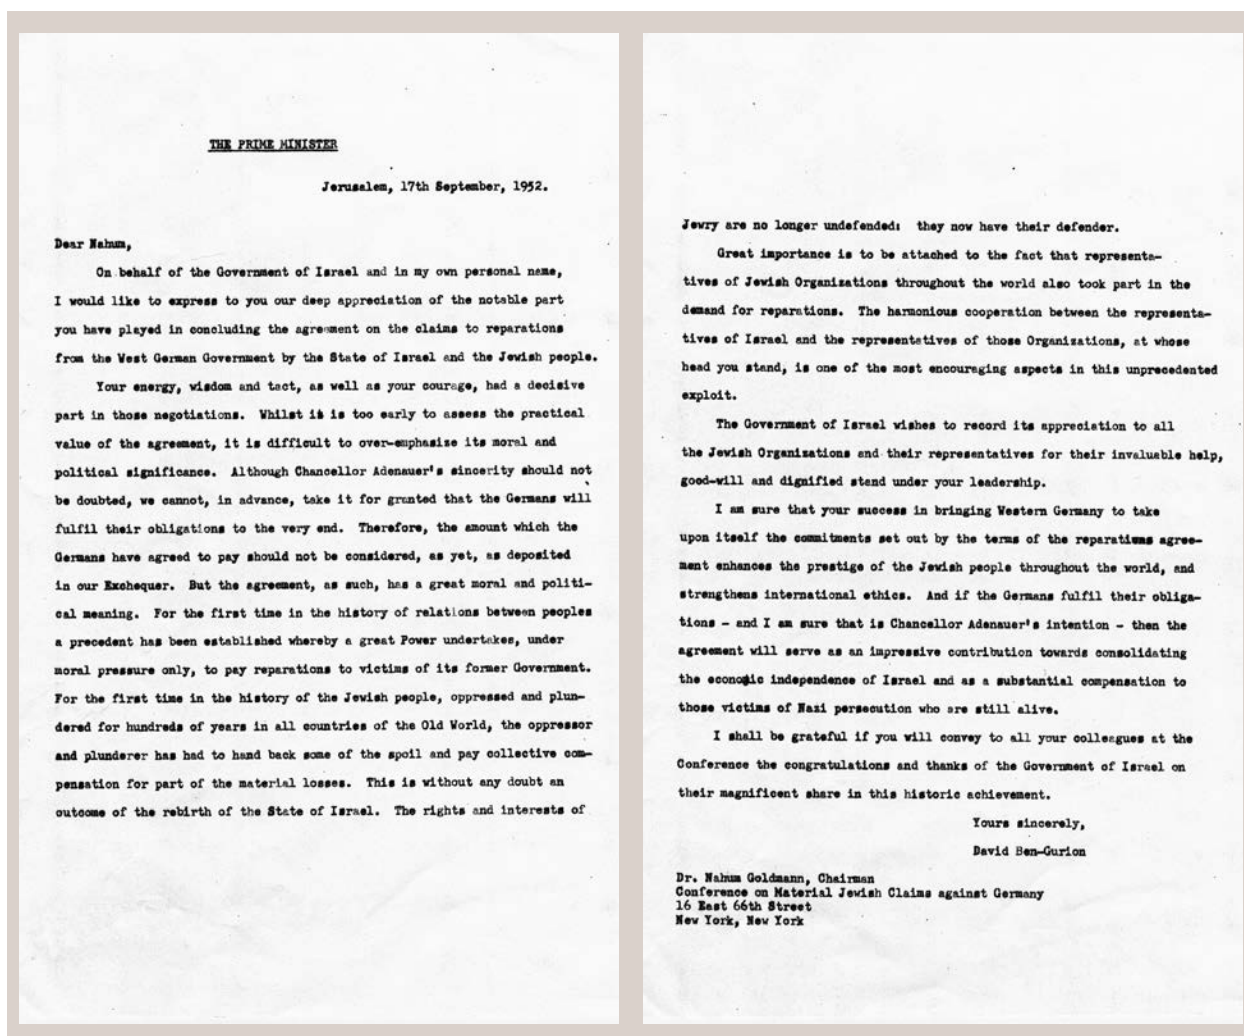 THE PRIME MINISTER
Jerusalem, 17th September, 1952.
Dear Nahum,
On behalf of the Government of Israel and in my own personal name,
I would like to express to you our deep appreciation of the notable part
you have played in concluding the agreement on the claims to reparations
from the West German Government by the State of Israel and the Jewish people.
Your energy, wisdom and tact, as well as your courage, had a decisive
part in those negotiations. Whilst it is too early to assess the practical
value of the agreement, it is difficult to over-emphasize its moral and
political significance. Although Chancellor Adenauer's sincerity should not
be doubted, we cannot, in advance, take it for granted that the Germans will
fulfil their obligations to the very end. Therefore, the amount which the
Germans have agreed to pay should not be considered, as yet, as deposited
in our Exchequer. But the agreement, as such, has a great moral and politi-
cal meaning. For the first time in the history of relations between peoples
a precedent has been established whereby a great Power undertakes, under
moral pressure only, to pay reparations to victims of its former Government.
For the first time in the history of the Jewish people, oppressed and plun-
dered for hundreds of years in all countries of the Old World, the oppressor
and plunderer has had to hand back some of the spoil and pay collective com-
pensation for part of the material losses. This is without any doubt an
outcome of the rebirth of the State of Israel. The rights and interests of
Jewry are no longer undefended: they now have their defender.
Great importance is to be attached to the fact that representa-
tives of Jewish Organizations throughout the world also took part in the
demand for reparations. The harmonious cooperation between the representa-
tives of Israel and the representatives of those Organizations, at whose
head you stand, is one of the most encouraging aspects in this unprecedented
exploit.
The Government of Israel wishes to record its appreciation to all
the Jewish Organizations and their representatives for their invaluable help,
good-will and dignified stand under your leadership.
I am sure that your success in bringing Western Germany to take
upon itself the commitments set out by the terms of the reparations agree-
ment enhances the prestige of the Jewish people throughout the world, and
strengthens international ethics. And if the Germans fulfil their obliga-
tions - and I am sure that is Chancellor Adenauer's intention - then the
agreement will serve as an impressive contribution towards consolidating
the economic independence of Israel and as a substantial compensation to
those victims of Nazi persecution who are still alive.
I shall be grateful if you will convey to all your colleagues at the
Conference the congratulations and thanks of the Government of Israel on
their magnificent share in this historic achievement.
Yours sincerely,
David Ben-Gurion
Dr. Nahum Goldmann, Chairman
Conference on Material Jewish Claims against Germany
16 East 66th Street
New York, New York